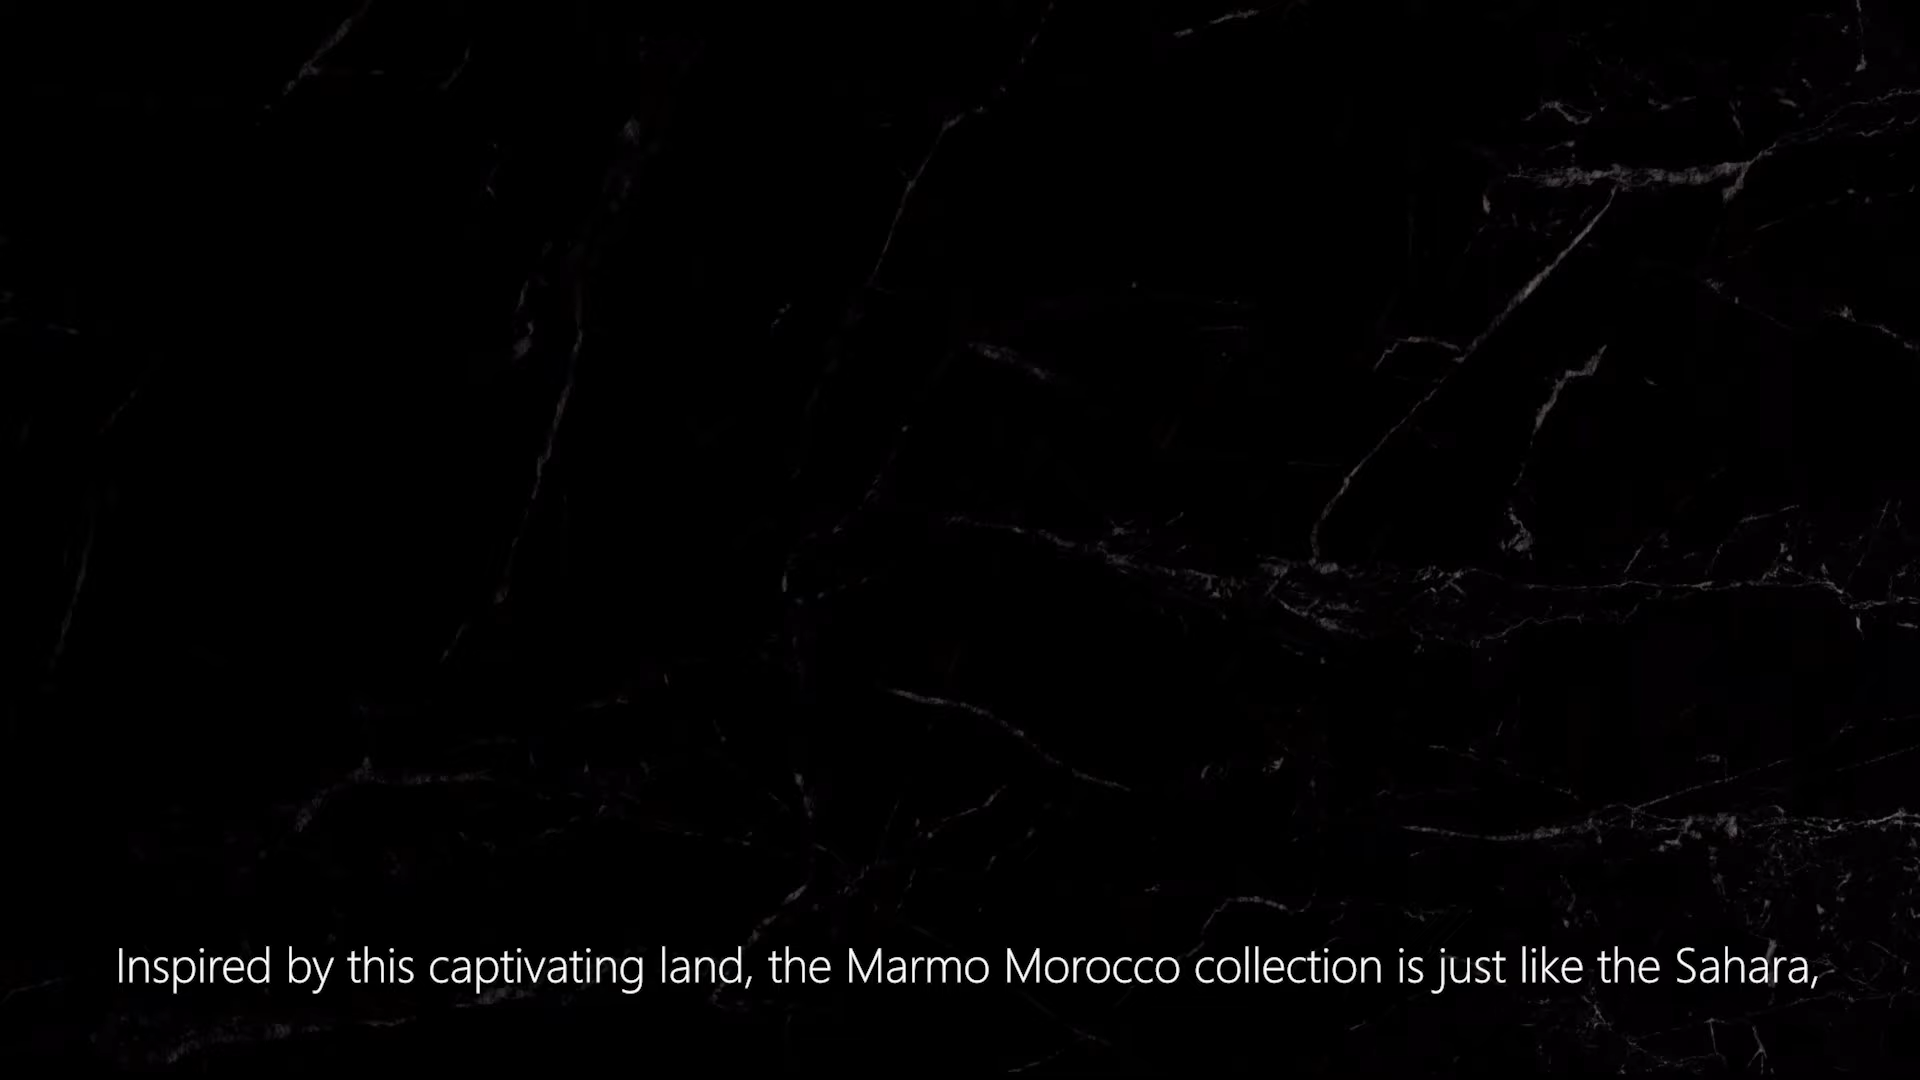 Inspired by this captivating land, the Marmo Morocco collection is just like the Sahara,